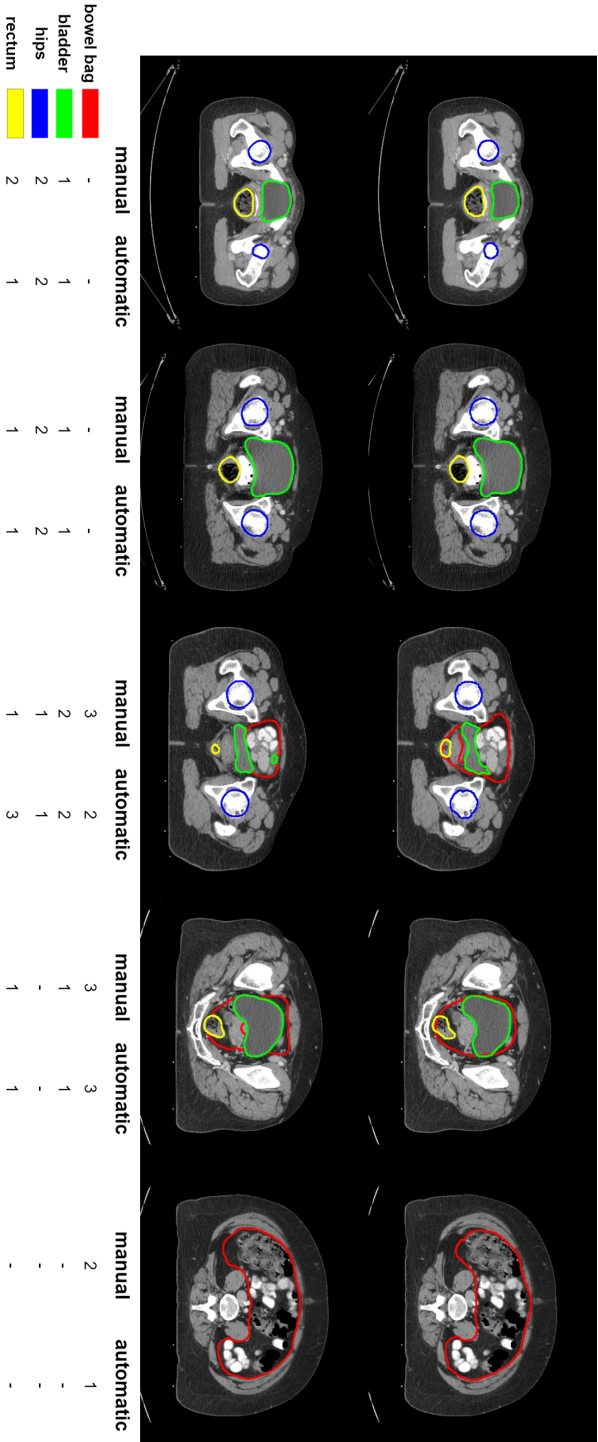 manual automatic manual automatic manual automatic manual automatic manual automatic
bowel bag - - - - 3 2 3 3 2 1
bladder 1 1 1 1 2 2 1 1 - -
hips 2 2 2 2 1 1 - - - -
rectum 2 1 1 1 1 3 1 1 - -